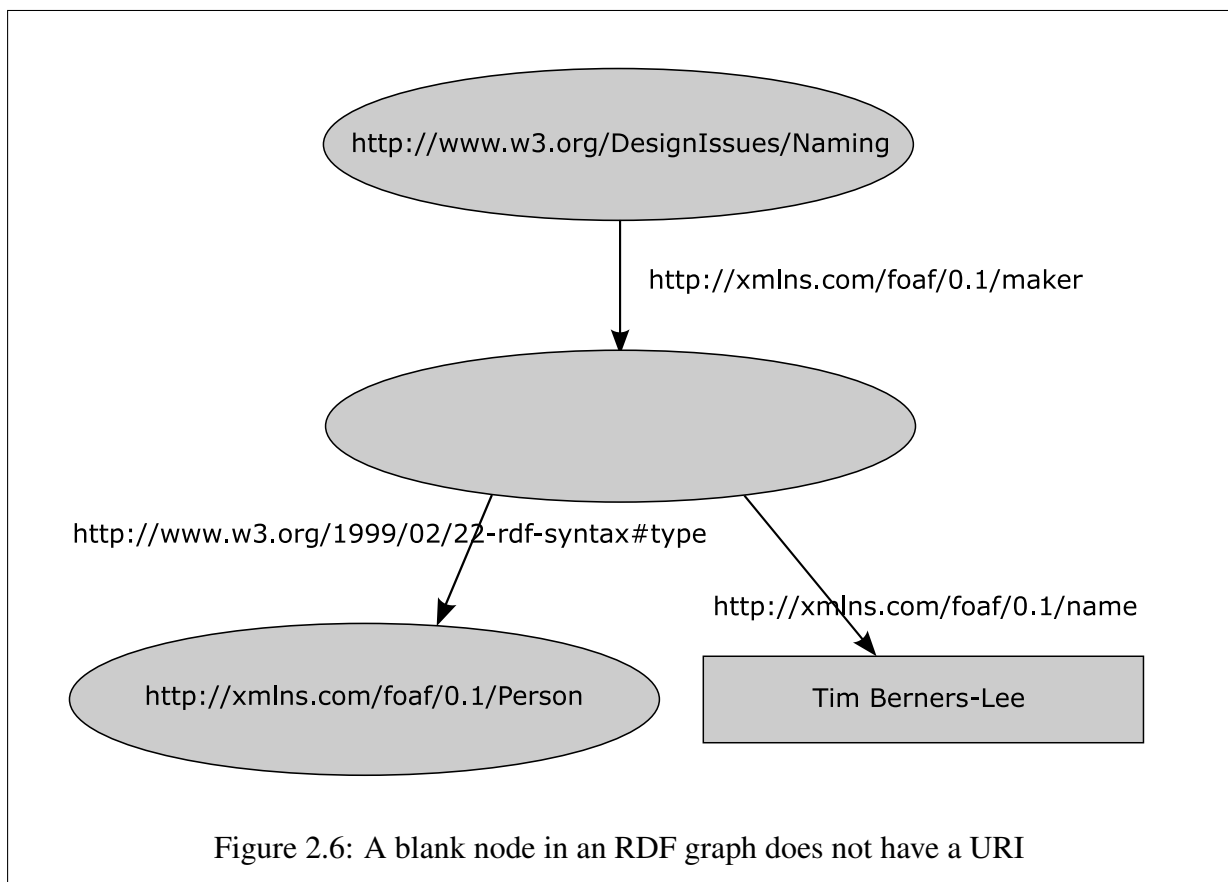 http://www.w3.org/DesignIssues/Naming
http://xmlns.com/foaf/0.1/maker
http://www.w3.org/1999/02/22-rdf-syntax#type
http://xmlns.com/foaf/0.1/name
http://xmlns.com/foaf/0.1/Person
Tim Berners-Lee
Figure 2.6: A blank node in an RDF graph does not have a URI